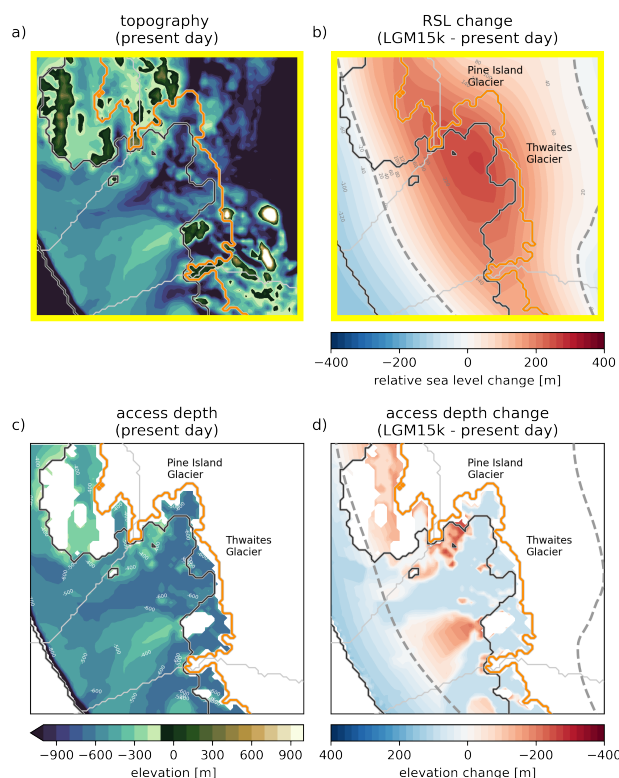 a)
topography
(present day)
b)
RSL change
(LGM15k - present day)
Pine Island
Glacier
Thwaites
Glacier
−400 −200 0 200 400
relative sea level change [m]
c)
access depth
(present day)
d)
access depth change
(LGM15k - present day)
Pine Island
Glacier
Thwaites
Glacier
Pine Island
Glacier
Thwaites
Glacier
−900 −600 −300 0 300 600 900
elevation [m]
400 200 0 −200 −400
elevation change [m]